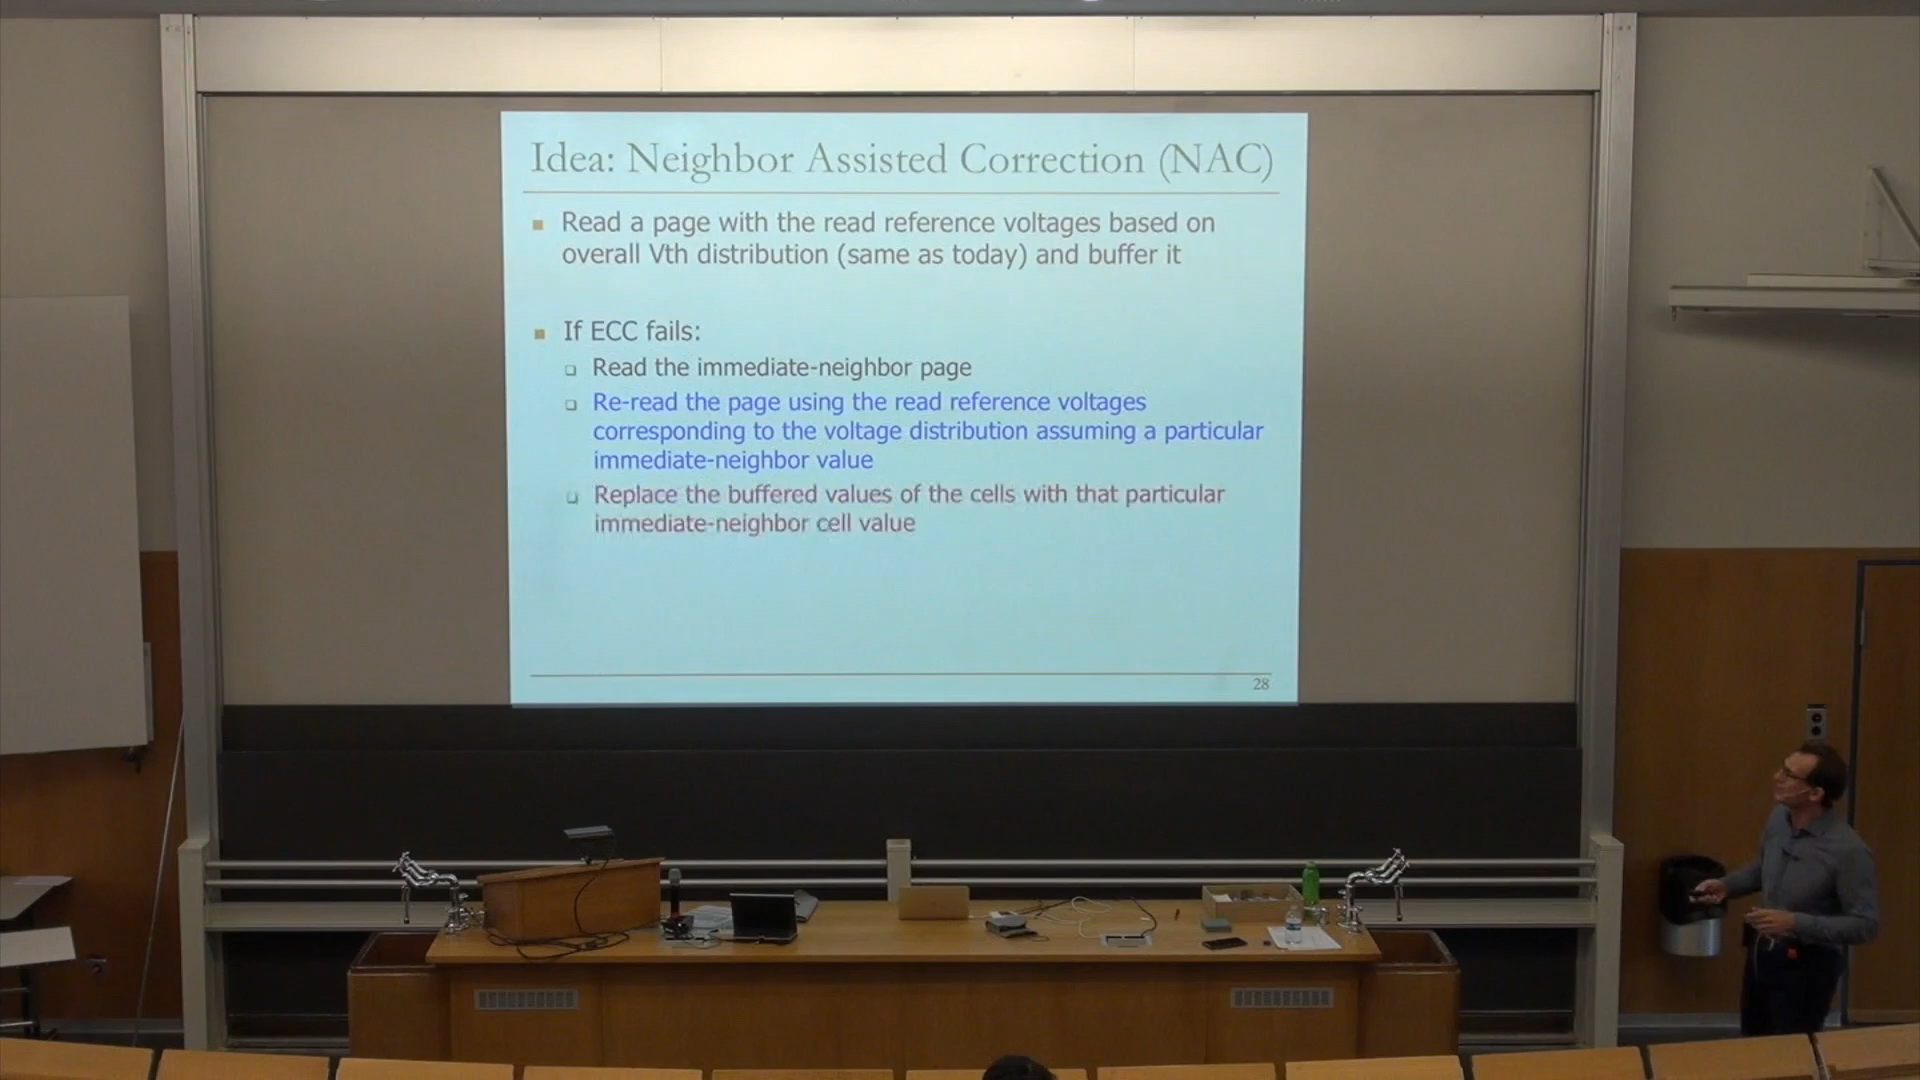 Idea: Neighbor Assisted Correction (NAC)
Read a page with the read reference voltages based on
overall Vth distribution (same as today) and buffer it
If ECC fails:
Read the immediate-neighbor page
Re-read the page using the read reference voltages
corresponding to the voltage distribution assuming a particular
immediate-neighbor value
Replace the buffered values of the cells with that particular
immediate-neighbor cell value
28